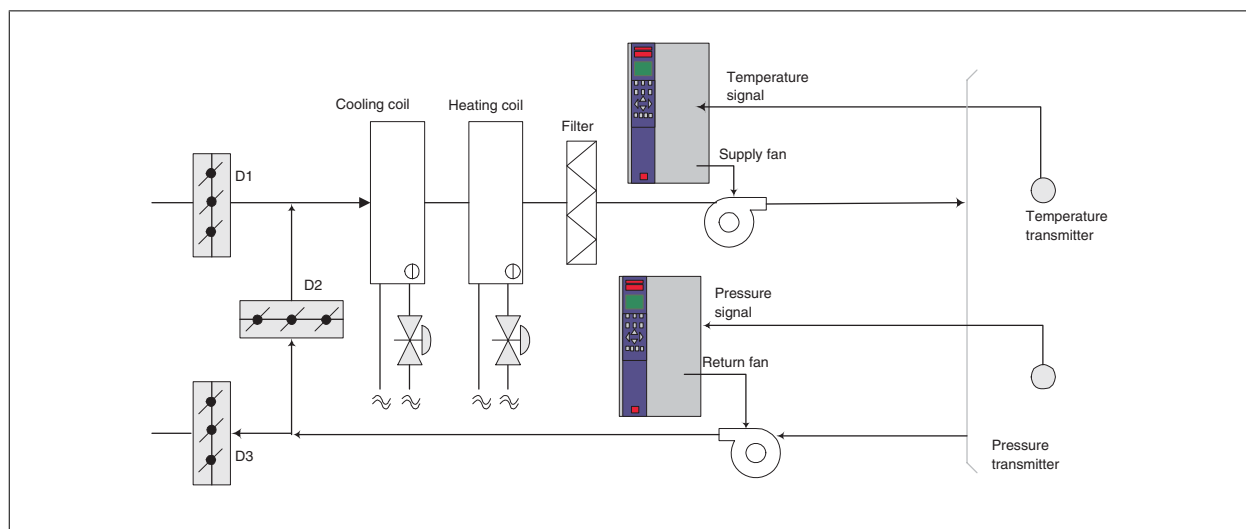 Cooling coil
Heating coil
Filter
Temperature
signal
Supply fan
D1
Temperature
transmitter
D2
Pressure
signal
Return fan
D3
Pressure
transmitter